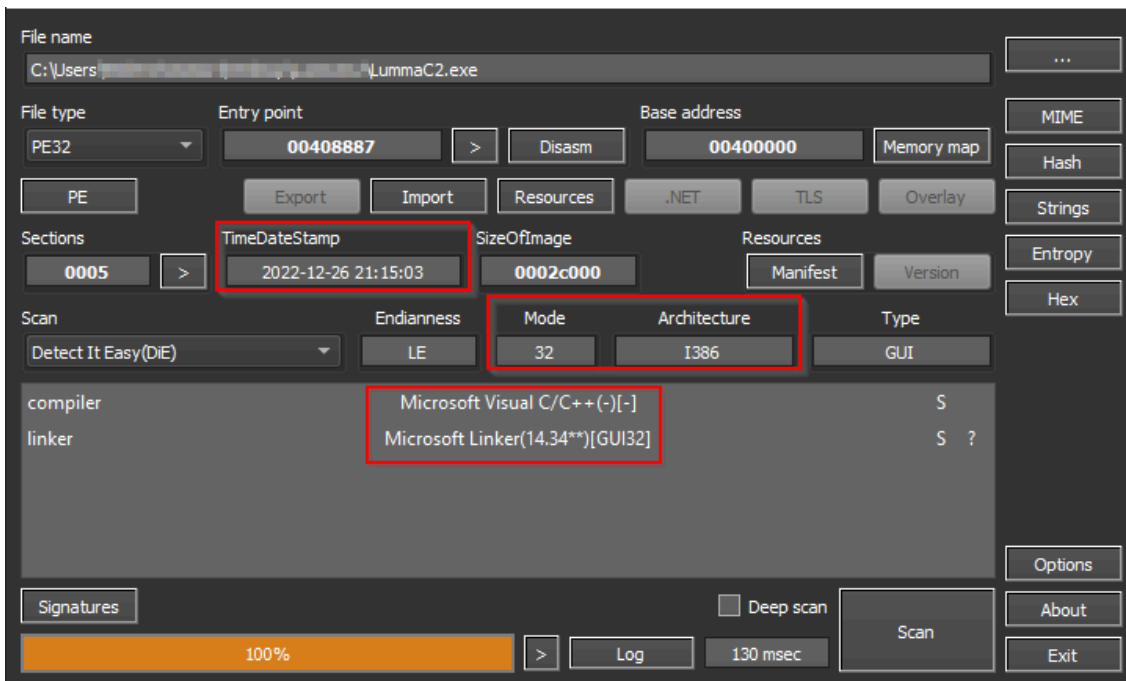 File name
C:\Users \LummaC2.exe
...
File type Entry point Base address
PE32 00408887 > Disasm 00400000 Memory map
MIME
Hash
PE Export Import Resources .NET TLS Overlay
Strings
Sections TimeDateStamp SizeOfImage Resources
0005 > 2022-12-26 21:15:03 0002c000 Manifest Version
Entropy
Hex
Scan Endianness Mode Architecture Type
Detect It Easy(DiE) LE 32 I386 GUI
compiler Microsoft Visual C/C++(-)[-] S
linker Microsoft Linker(14.34**)[GUI32] S ?
Options
Signatures Deep scan Scan
About
100% > Log 130 msec
Exit